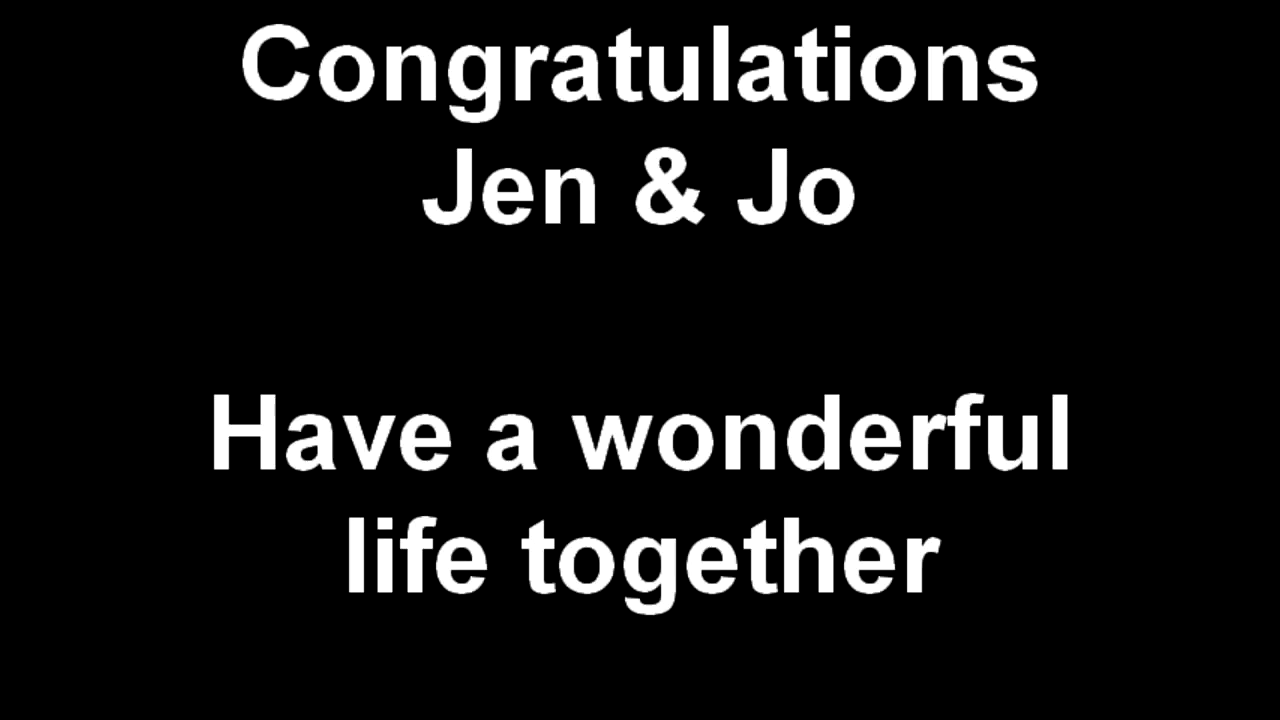 Congratulations
Jen & Jo
Have a wonderful
life together